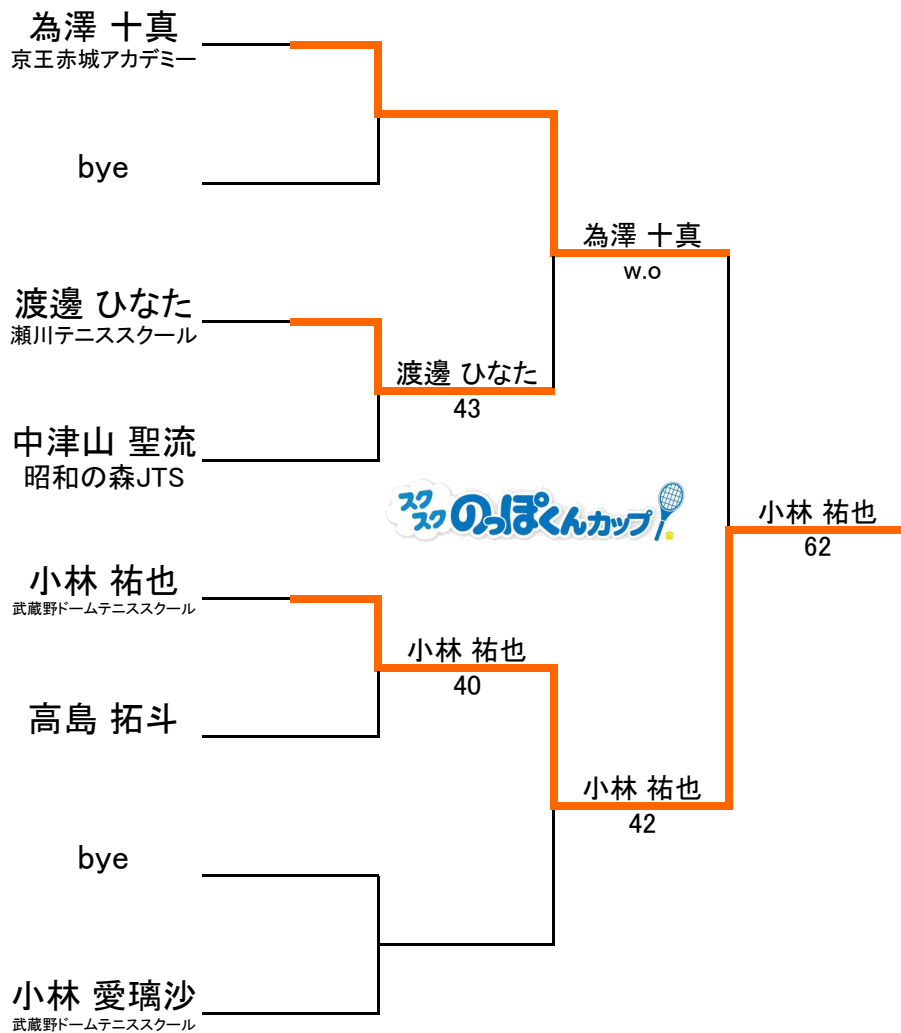 為澤 十真
京王赤城アカデミー
bye
為澤 十真
w.o
渡邊 ひなた
瀬川テニススクール
渡邊 ひなた
43
中津山 聖流
昭和の森JTS
スクスク のっぽくんカップ
小林 祐也
62
小林 祐也
武蔵野ドームテニススクール
小林 祐也
40
高島 拓斗
小林 祐也
42
bye
小林 愛璃沙
武蔵野ドームテニススクール